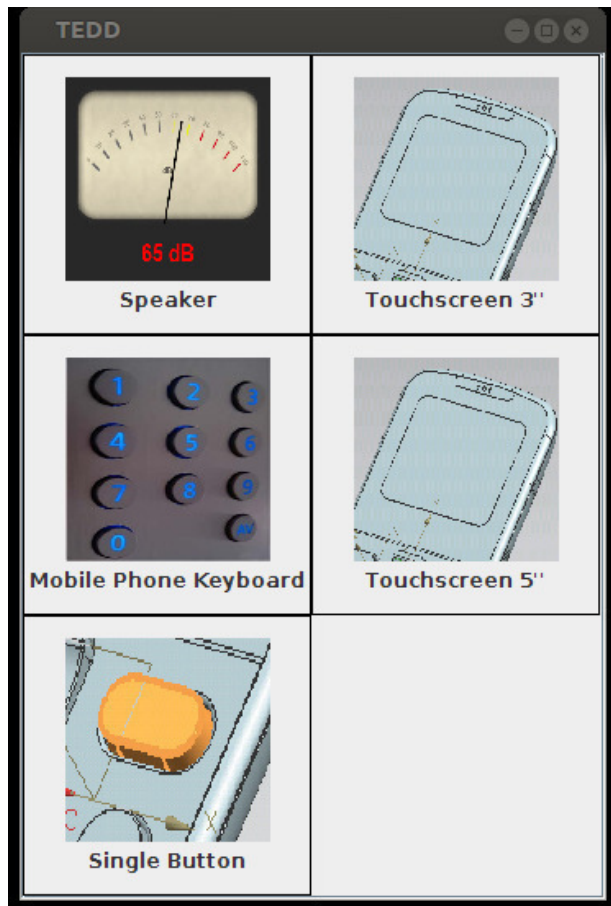 TEDD
65 dB
Speaker
Touchscreen 3''
1 2 3
4 5 6
7 8 9
0 AV
Mobile Phone Keyboard
Touchscreen 5''
C X
Single Button